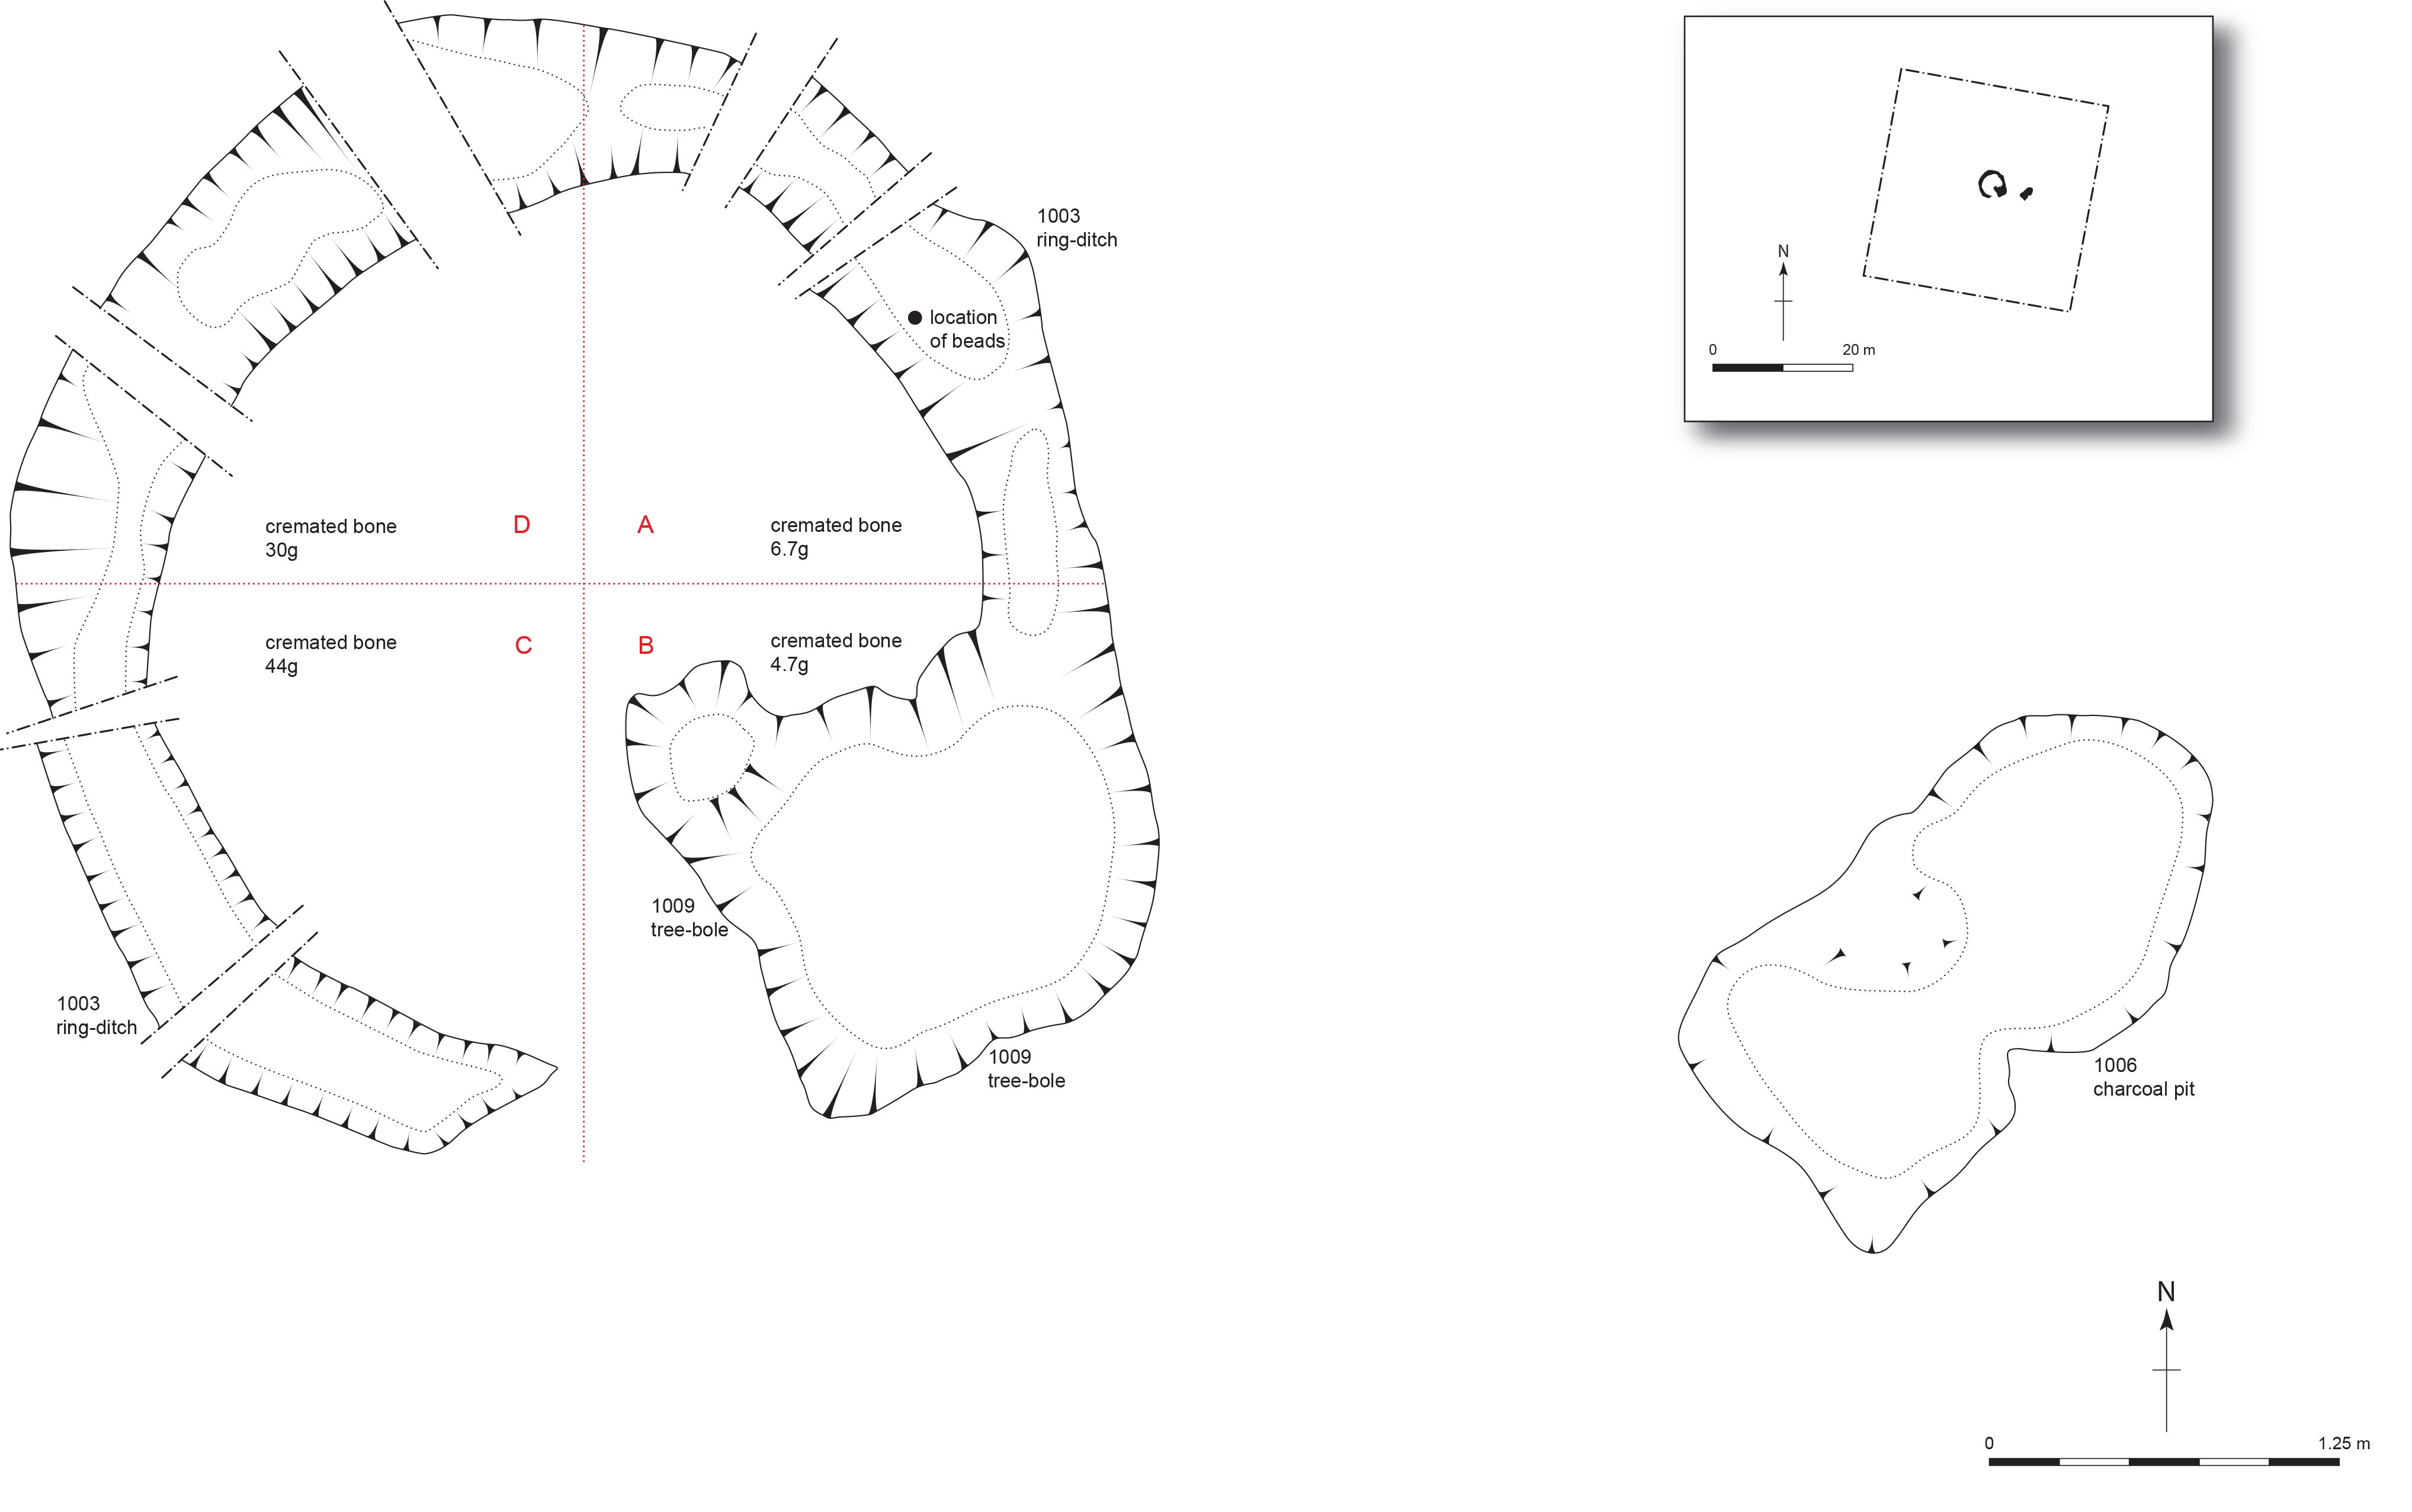 1003
ring-ditch
location
of beads
D
A
cremated bone
30g
cremated bone
6.7g
cremated bone
44g
C
B
cremated bone
4.7g
1009
tree-bole
1003
ring-ditch
1009
tree-bole
N
0
20 m
1006
charcoal pit
N
0
1.25 m